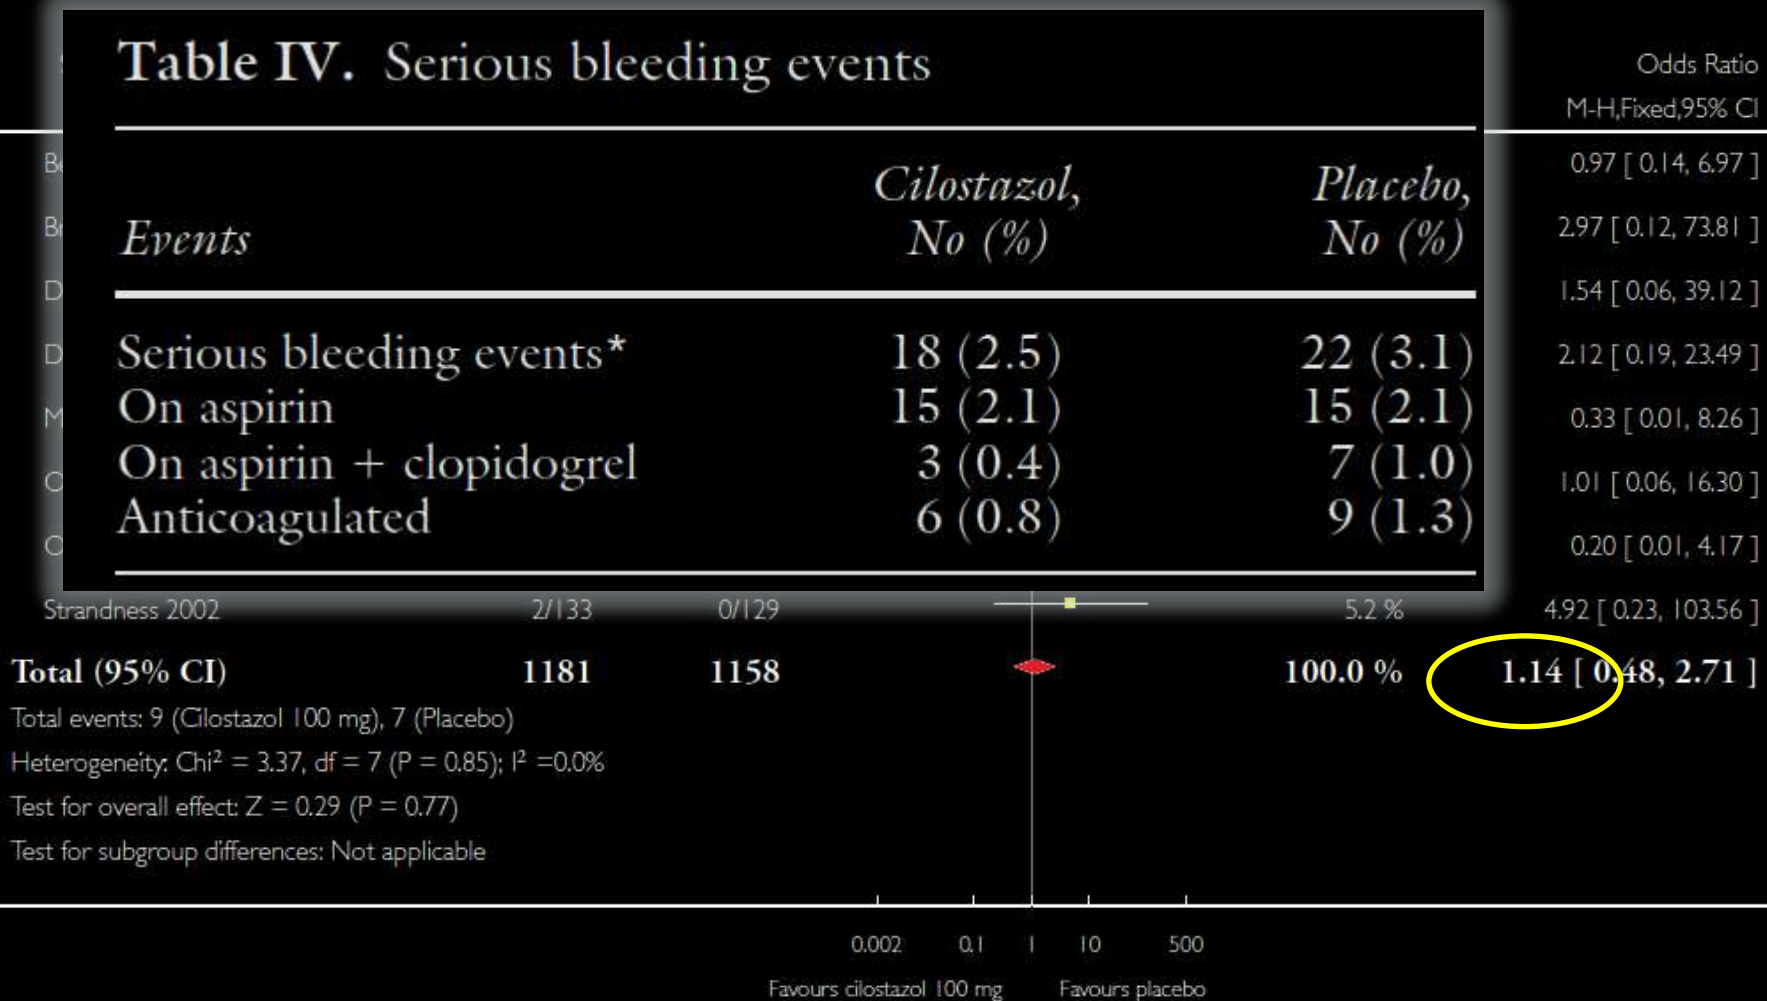 Table IV. Serious bleeding events
Odds Ratio
M-H,Fixed,95% CI
Events Cilostazol, No (%) Placebo, No (%)
Serious bleeding events* 18 (2.5) 22 (3.1)
On aspirin 15 (2.1) 15 (2.1)
On aspirin + clopidogrel 3 (0.4) 7 (1.0)
Anticoagulated 6 (0.8) 9 (1.3)
0.97 [ 0.14, 6.97 ]
2.97 [ 0.12, 73.81 ]
1.54 [ 0.06, 39.12 ]
2.12 [ 0.19, 23.49 ]
0.33 [ 0.01, 8.26 ]
1.01 [ 0.06, 16.30 ]
0.20 [ 0.01, 4.17 ]
Strandness 2002 2/133 0/129 5.2 % 4.92 [ 0.23, 103.56 ]
Total (95% CI) 1181 1158 100.0 % 1.14 [ 0.48, 2.71 ]
Total events: 9 (Cilostazol 100 mg), 7 (Placebo)
Heterogeneity: Chi² = 3.37, df = 7 (P = 0.85); I² =0.0%
Test for overall effect: Z = 0.29 (P = 0.77)
Test for subgroup differences: Not applicable
0.002 0.1 1 10 500
Favours cilostazol 100 mg Favours placebo